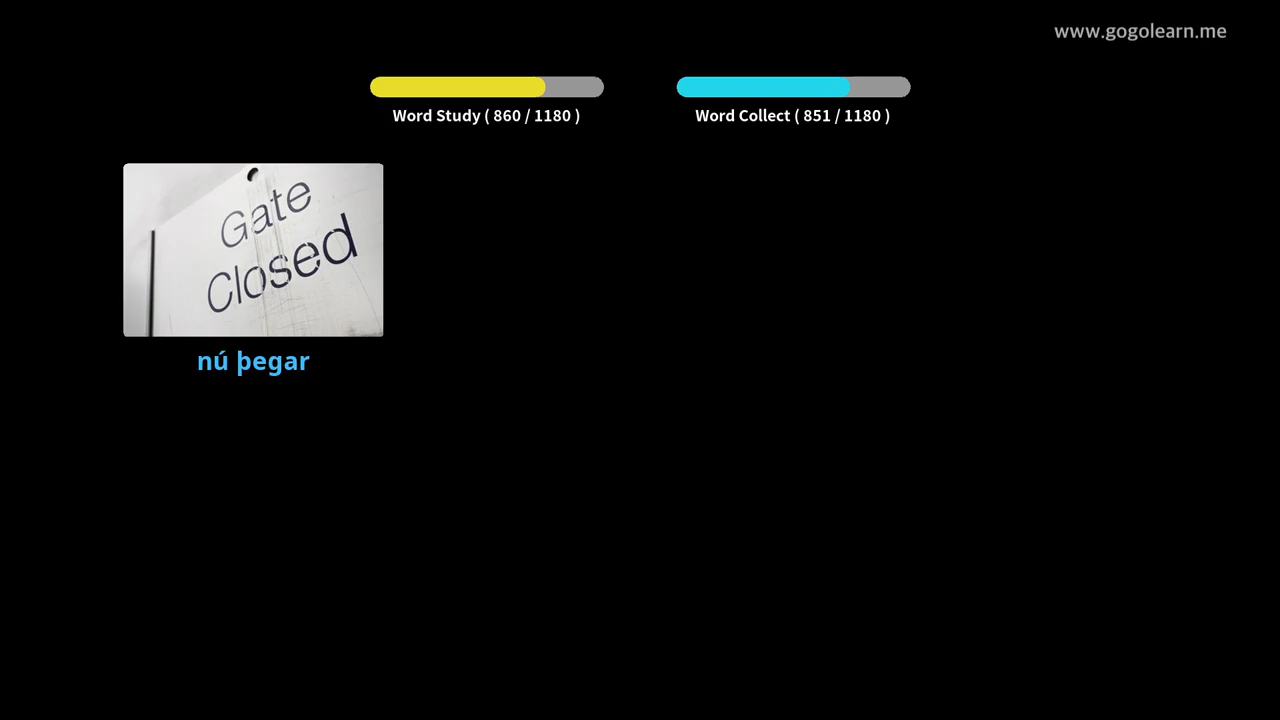 www.gogolearn.me
Word Study ( 860 / 1180 )
Word Collect ( 851 / 1180 )
Gate
Closed
nú þegar